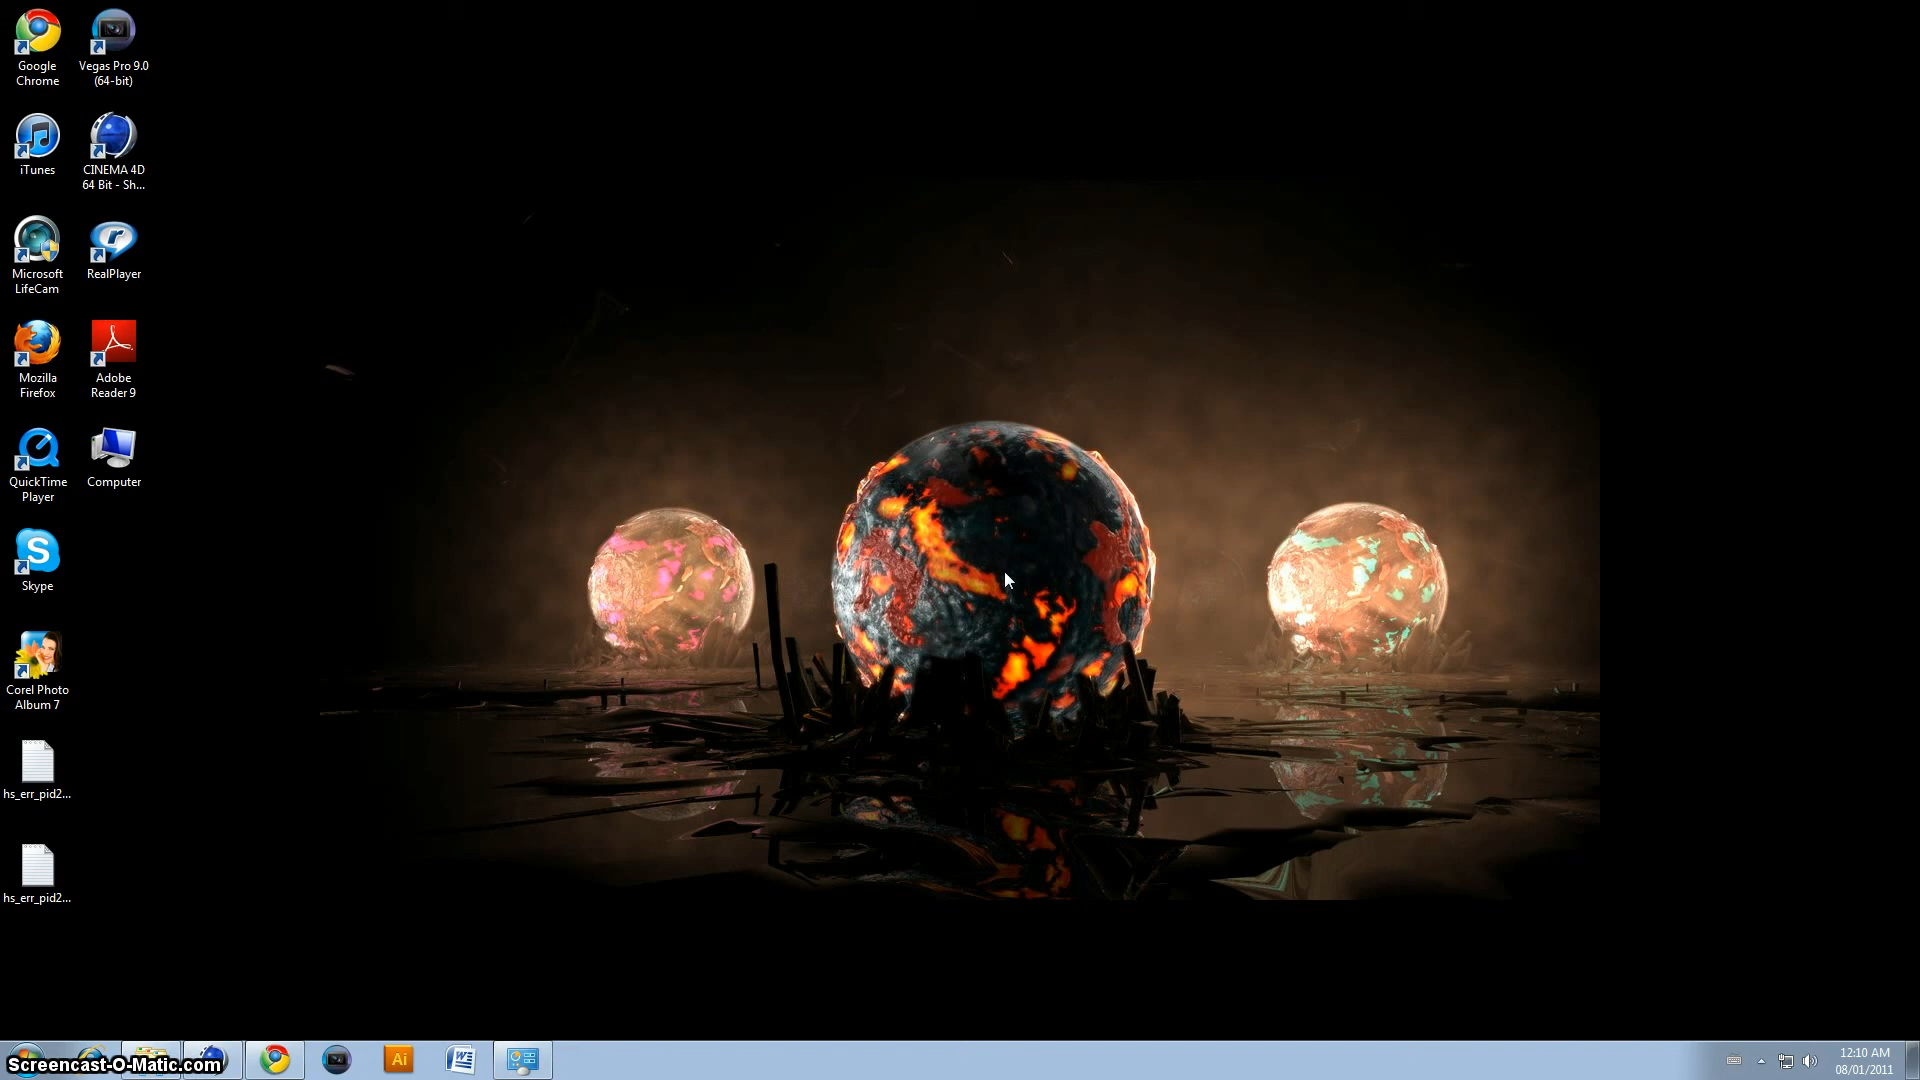 Google
Chrome
Vegas Pro 9.0
(64-bit)
iTunes
CINEMA 4D
64 Bit - Sh...
Microsoft
LifeCam
RealPlayer
Mozilla
Firefox
Adobe
Reader 9
QuickTime
Player
Computer
Skype
Corel Photo
Album 7
hs_err_pid2...
hs_err_pid2...
Screencast-O-Matic.com
Ai
12:10 AM
08/01/2011